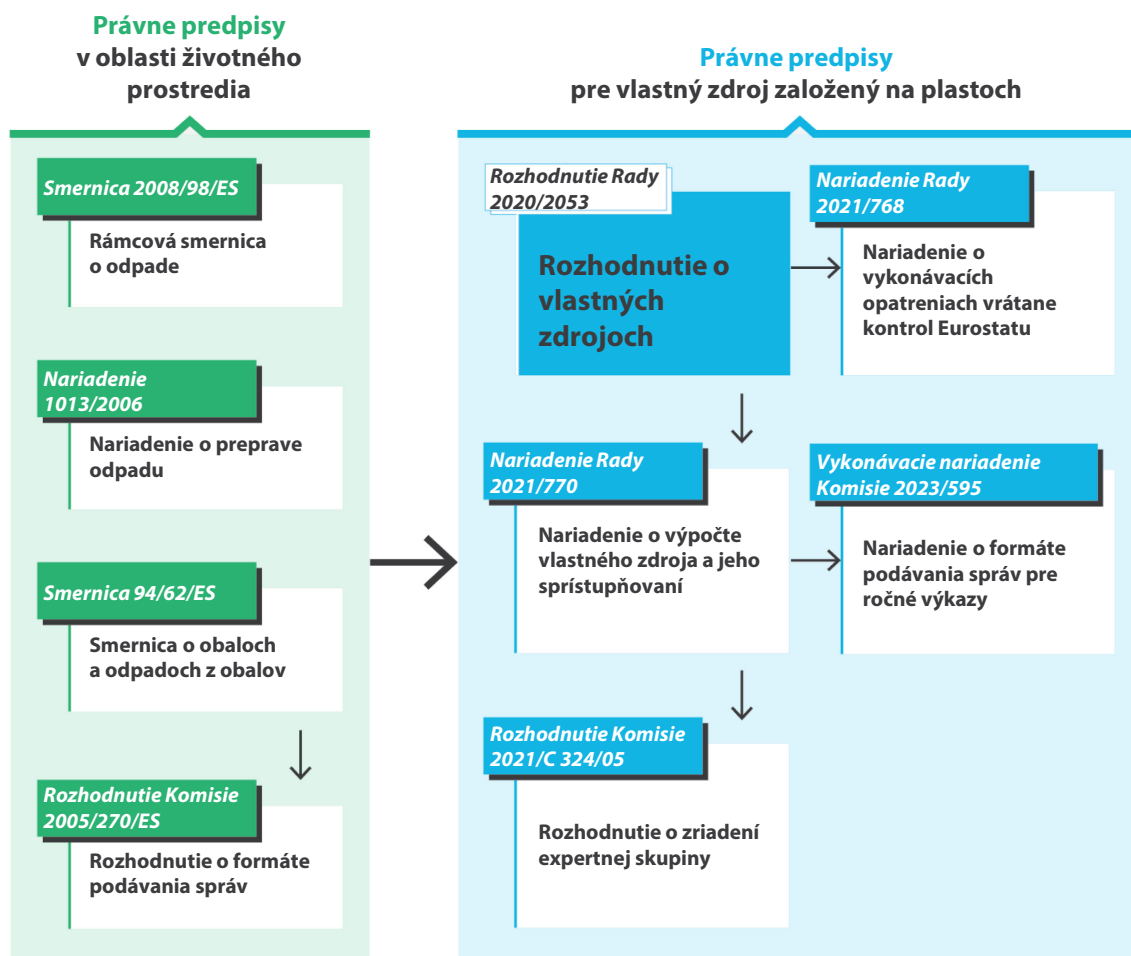 Právne predpisy
v oblasti životného
prostredia
Smernica 2008/98/ES
Rámcová smernica
o odpade
Nariadenie
1013/2006
Nariadenie o preprave
odpadu
Smernica 94/62/ES
Smernica o obaloch
a odpadoch z obalov
Rozhodnutie Komisie
2005/270/ES
Rozhodnutie o formáte
podávania správ
Právne predpisy
pre vlastný zdroj založený na plastoch
Rozhodnutie Rady
2020/2053
Rozhodnutie o
vlastných
zdrojoch
Nariadenie Rady
2021/768
Nariadenie o
vykonávacích
opatreniach vrátane
kontrol Eurostatu
Nariadenie Rady
2021/770
Nariadenie o výpočte
vlastného zdroja a jeho
sprístupňovaní
Vykonávacie nariadenie
Komisie 2023/595
Nariadenie o formáte
podávania správ pre
ročné výkazy
Rozhodnutie Komisie
2021/C 324/05
Rozhodnutie o zriadení
expertnej skupiny